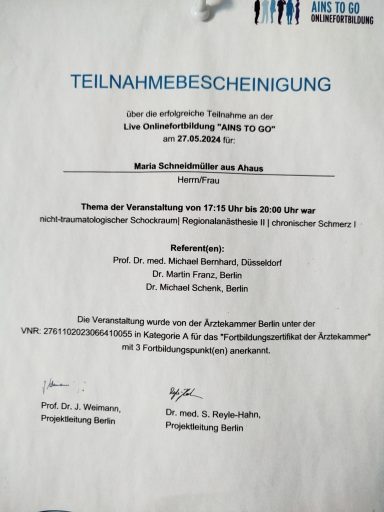 AINS TO GO
ONLINEFORTBILDUNG
TEILNAHMEBESCHEINIGUNG
über die erfolgreiche Teilnahme an der
Live Onlinefortbildung "AINS TO GO"
am 27.05.2024 für:
Maria Schneidmüller aus Ahaus
Herrn/Frau
Thema der Veranstaltung von 17:15 Uhr bis 20:00 Uhr war
nicht-traumatologischer Schockraum| Regionalanästhesie II | chronischer Schmerz I
Referent(en):
Prof. Dr. med. Michael Bernhard, Düsseldorf
Dr. Martin Franz, Berlin
Dr. Michael Schenk, Berlin
Die Veranstaltung wurde von der Ärztekammer Berlin unter der
VNR: 2761102023066410055 in Kategorie A für das "Fortbildungszertifikat der Ärztekammer"
mit 3 Fortbildungspunkt(en) anerkannt.
Prof. Dr. J. Weimann,
Projektleitung Berlin
Dr. med. S. Reyle-Hahn,
Projektleitung Berlin